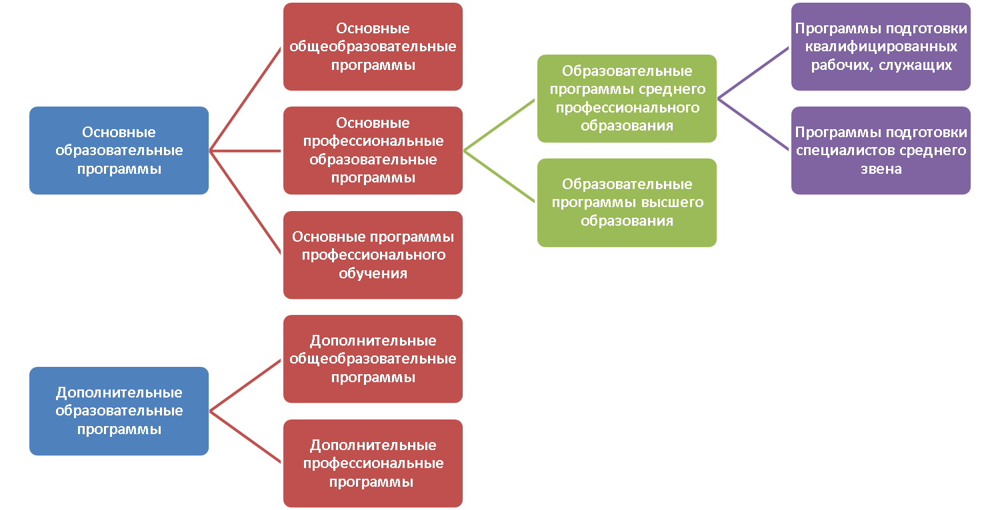 Основные
образовательные
программы
Основные
общеобразовательные
программы
Основные
профессиональные
образовательные
программы
Образовательные
программы среднего
профессионального
образования
Программы подготовки
квалифицированных
рабочих, служащих
Программы подготовки
специалистов среднего
звена
Образовательные
программы высшего
образования
Основные программы
профессионального
обучения
Дополнительные
образовательные
программы
Дополнительные
общеобразовательные
программы
Дополнительные
профессиональные
программы